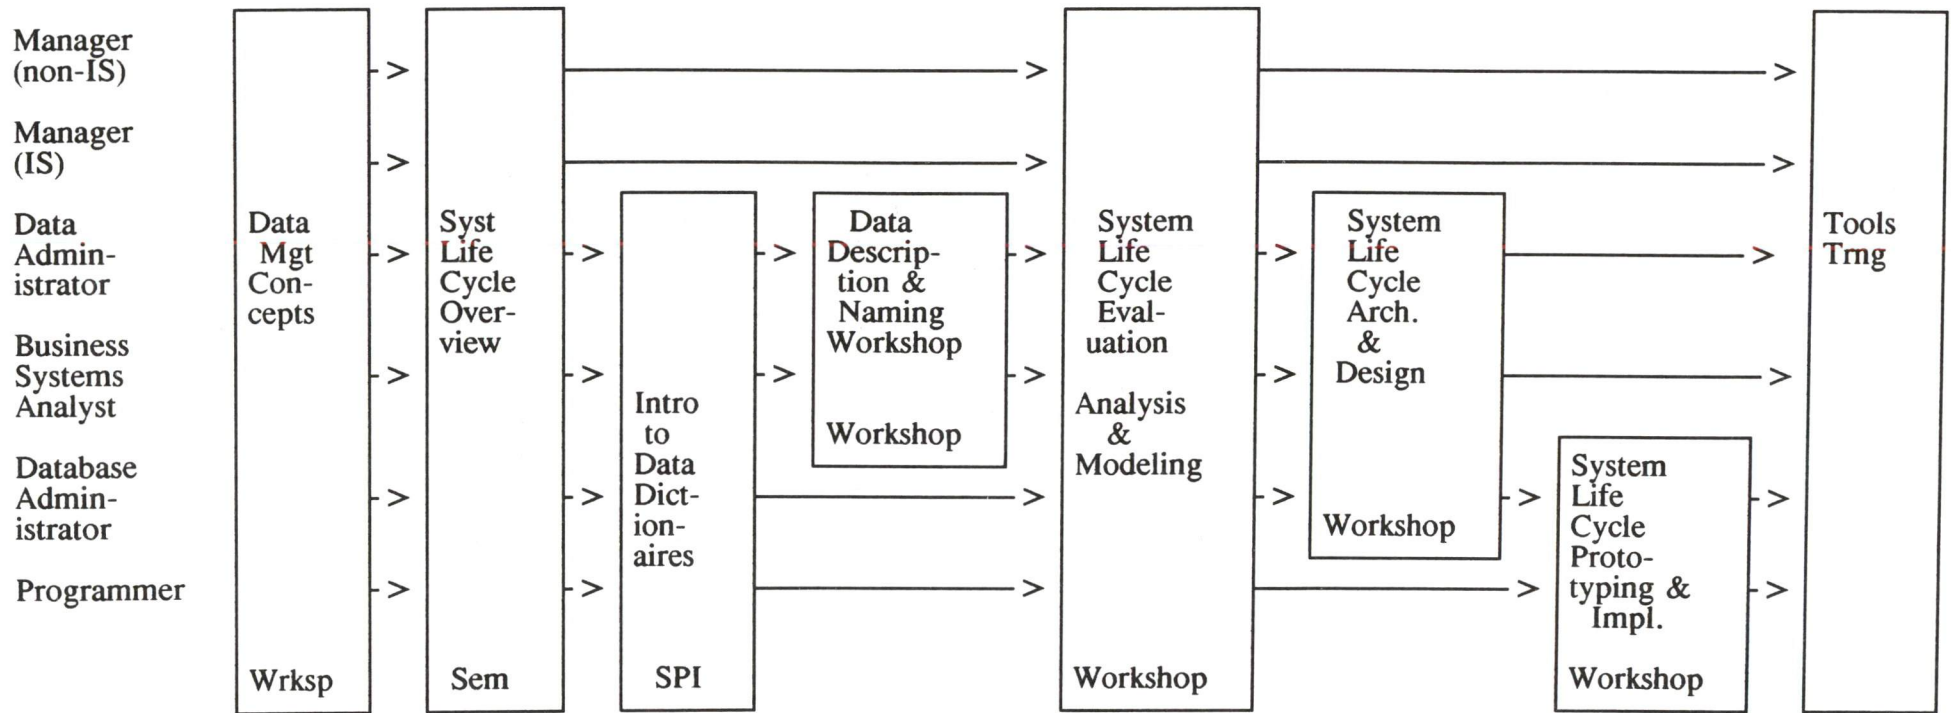 Manager
(non-IS)
Manager
(IS)
Data
Admin-
istrator
Business
Systems
Analyst
Database
Admin-
istrator
Programmer
Data
Mgt
Con-
cepts
Wrksp
Syst
Life
Cycle
Over-
view
Sem
Intro
to
Data
Dict-
ion-
aires
SPI
Data
Descrip-
tion &
Naming
Workshop
Workshop
System
Life
Cycle
Eval-
uation
Analysis
&
Modeling
Workshop
System
Life
Cycle
Arch.
&
Design
Workshop
System
Life
Cycle
Proto-
typing &
Impl.
Workshop
Tools
Trng